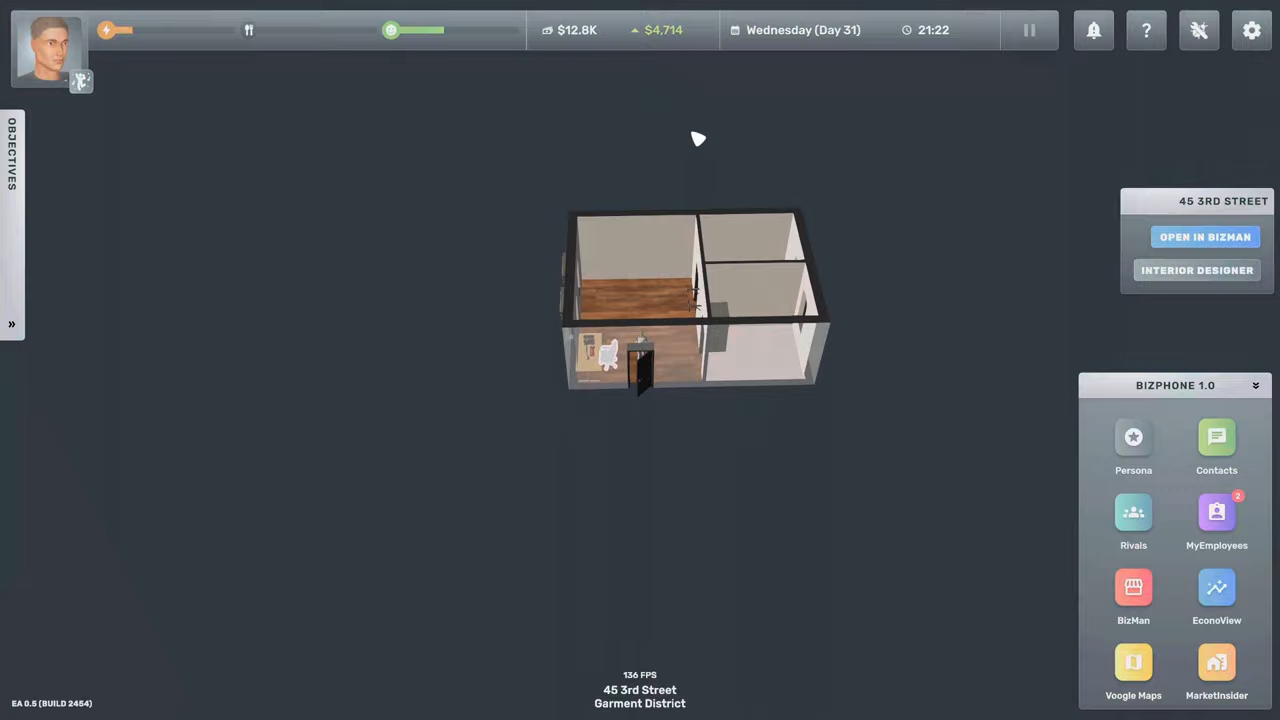 $12.8K
$4,714
Wednesday (Day 31)
21:22
?
OBJECTIVES
»
45 3RD STREET
OPEN IN BIZMAN
INTERIOR DESIGNER
BIZPHONE 1.0
Persona
Contacts
2
Rivals
MyEmployees
BizMan
EconoView
Voogle Maps
MarketInsider
136 FPS
45 3rd Street
Garment District
EA 0.5 (BUILD 2454)